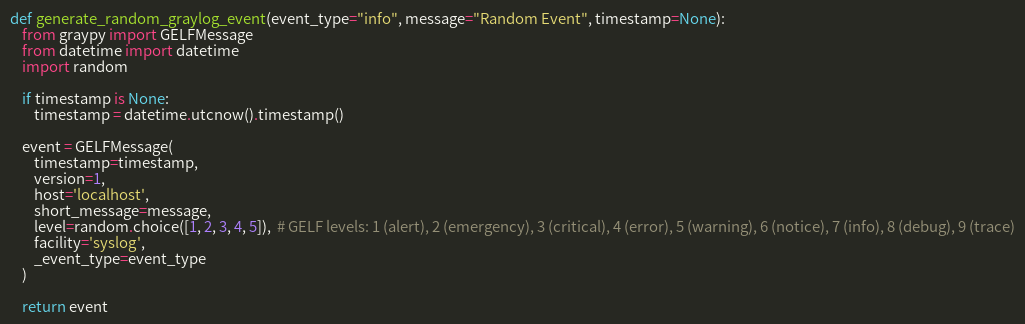 def generate_random_graylog_event(event_type="info", message="Random Event", timestamp=None):
    from graypy import GELFMessage
    from datetime import datetime
    import random

    if timestamp is None:
        timestamp = datetime.utcnow().timestamp()

    event = GELFMessage(
        timestamp=timestamp,
        version=1,
        host='localhost',
        short_message=message,
        level=random.choice([1, 2, 3, 4, 5]),  # GELF levels: 1 (alert), 2 (emergency), 3 (critical), 4 (error), 5 (warning), 6 (notice), 7 (info), 8 (debug), 9 (trace)
        facility='syslog',
        _event_type=event_type
    )

    return event